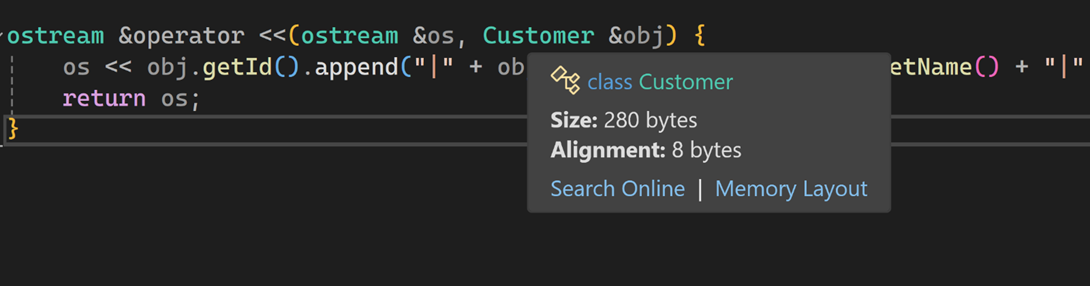 ostream &operator <<(ostream &os, Customer &obj) {
os << obj.getId().append("|" + ob etName() + "|"
class Customer
return os;
Size: 280 bytes
}
Alignment: 8 bytes
Search Online | Memory Layout